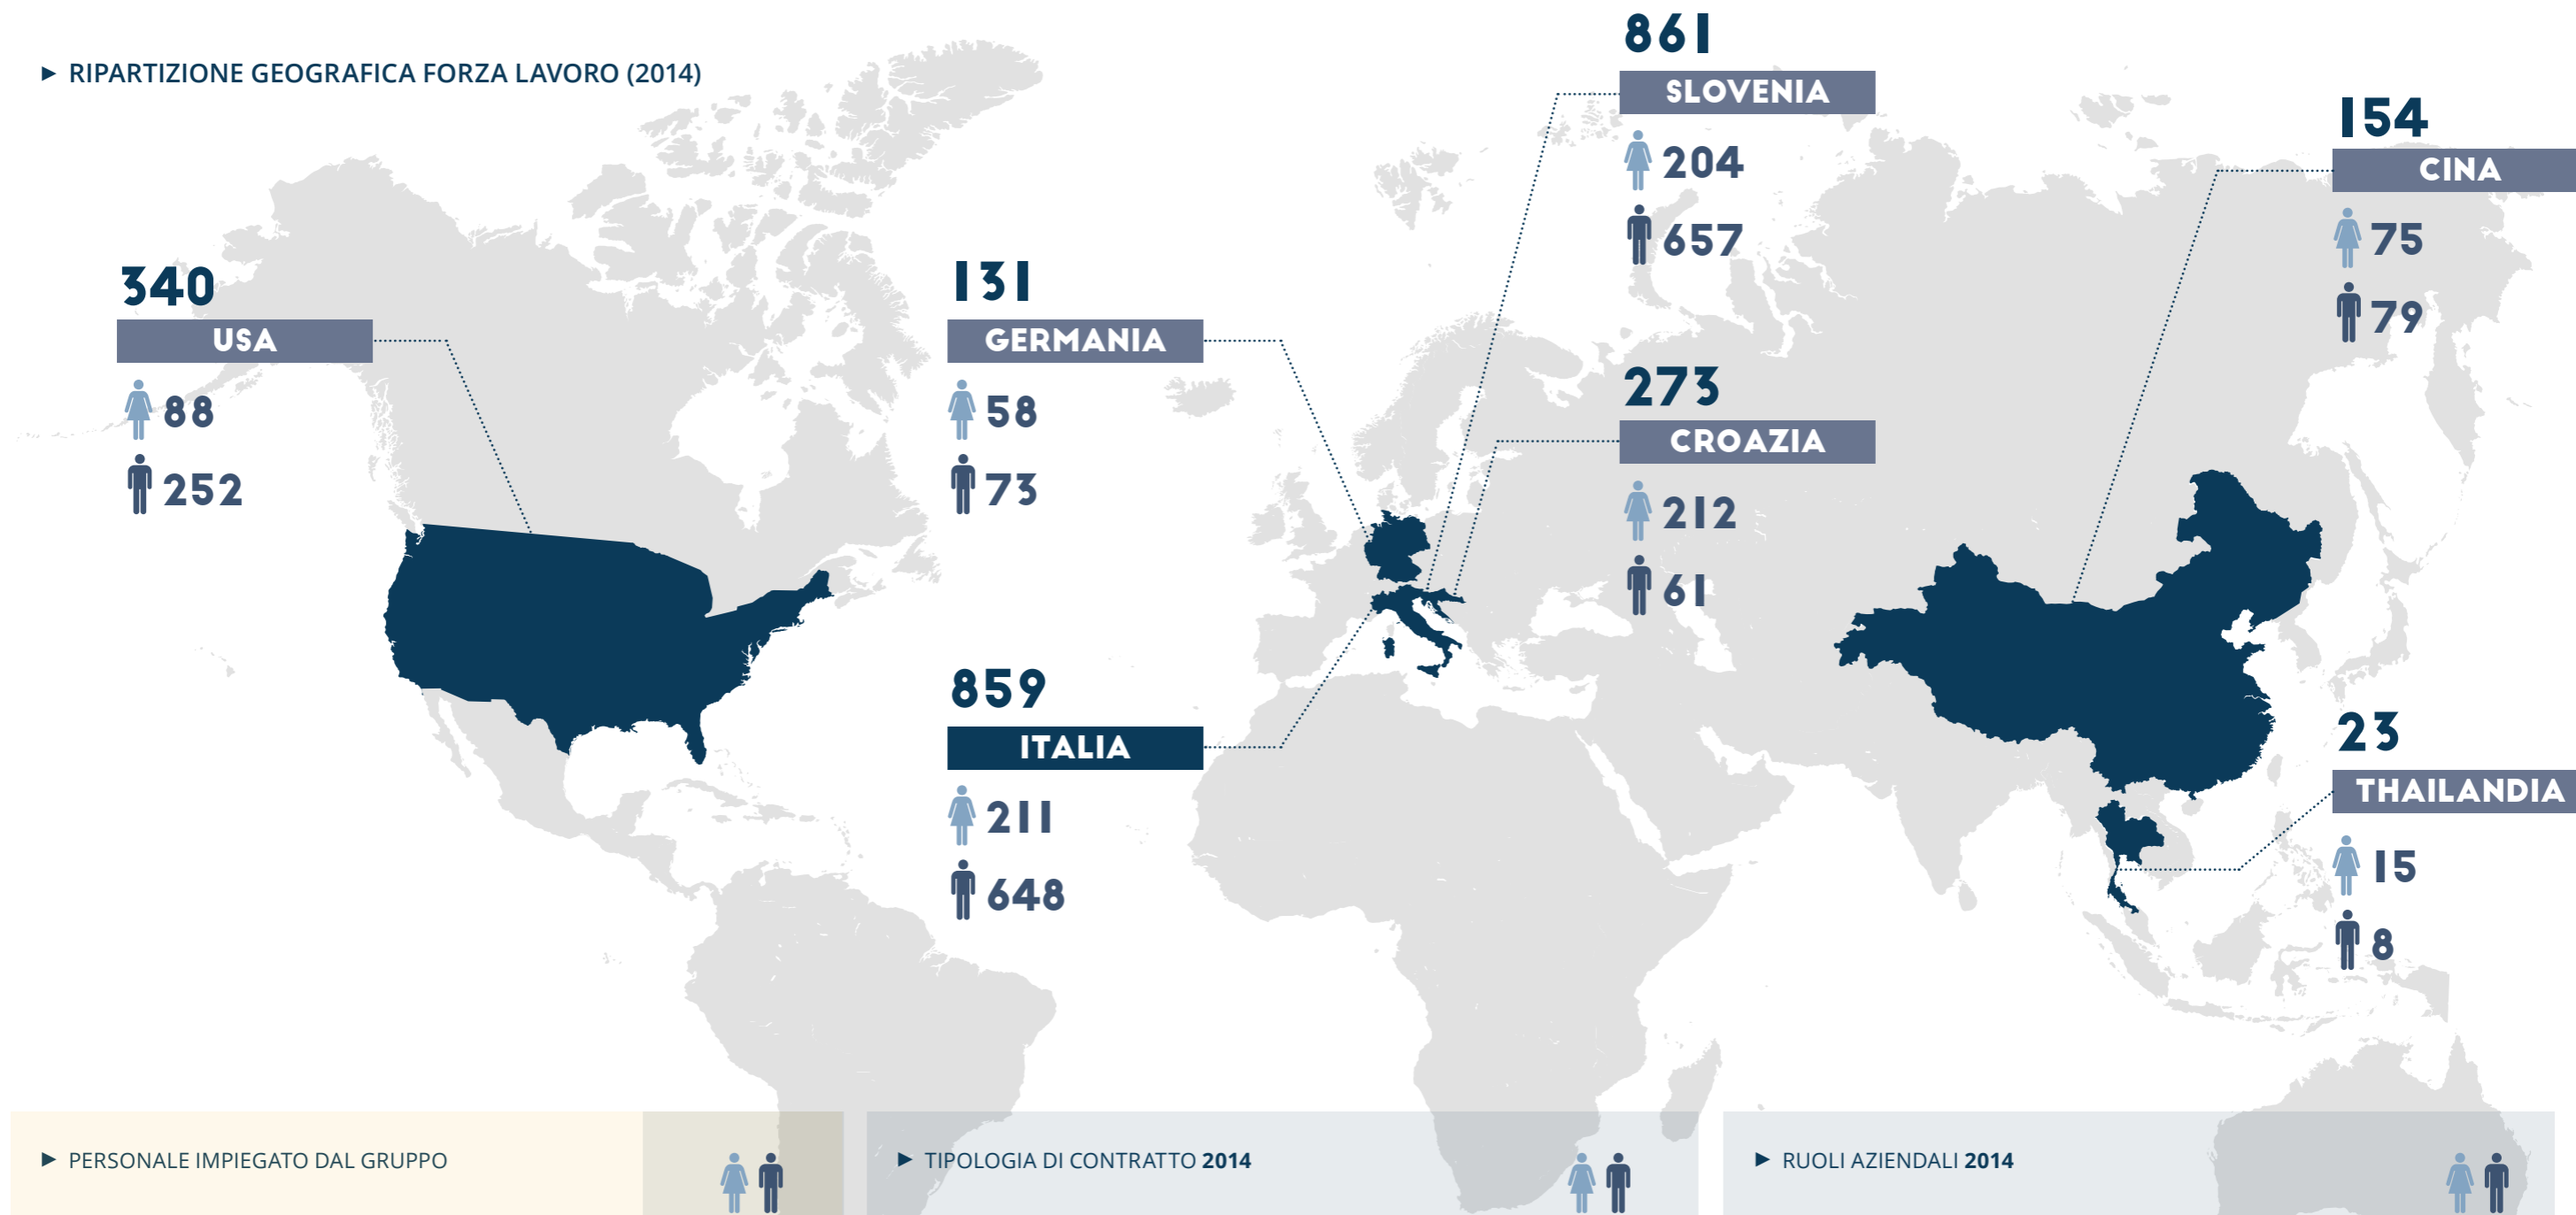 ► RIPARTIZIONE GEOGRAFICA FORZA LAVORO (2014)
340
USA
88
252
131
GERMANIA
58
73
859
ITALIA
211
648
861
SLOVENIA
204
657
273
CROAZIA
212
61
154
CINA
75
79
23
THAILANDIA
15
8
► PERSONALE IMPIEGATO DAL GRUPPO
► TIPOLOGIA DI CONTRATTO 2014
► RUOLI AZIENDALI 2014